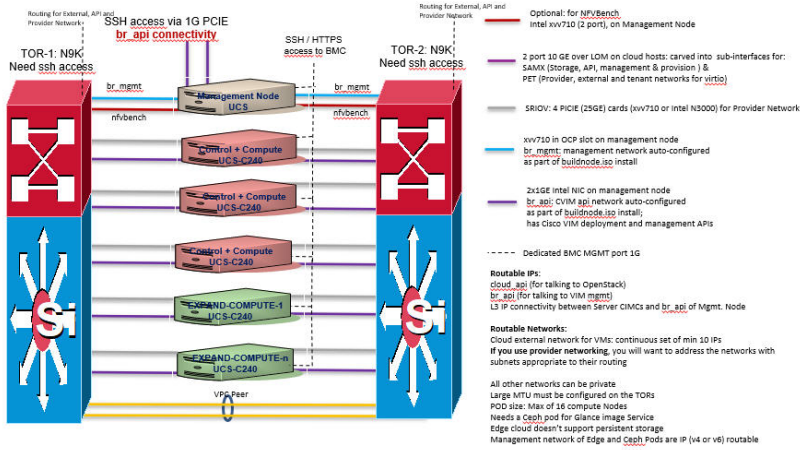 Routing for External, API and
Provider Network
SSH access via 1G PCIE
br_api connectivity
SSH / HTTPS
access to BMC
Routing for External, API and
Provider Network
TOR-1: N9K
Need ssh access
TOR-2: N9K
Need ssh access
br_mgmt
Management Node
UCS
br_mgmt
nfvbench
nfvbench
Control + Compute
UCS-C240
Control + Compute
UCS-C240
Control + Compute
UCS-C240
EXPAND-COMPUTE-1
UCS-C240
EXPAND-COMPUTE-n
UCS-C240
Si
Si
VPC Peer
Optional: for NFVBench
Intel xvv710 (2 port), on Management Node
2 port 10 GE over LOM on cloud hosts: carved into sub-interfaces for:
SAMX (Storage, API, management & provision ) &
PET (Provider, external and tenant networks for virtio)
SRIOV: 4 PICIE (25GE) cards (xvv710 or Intel N3000) for Provider Network
xvv710 in OCP slot on management node
br_mgmt: management network auto-configured
as part of buildnode.iso install
2x1GE Intel NIC on management node
br_api: CVIM api network auto-configured
as part of buildnode.iso install;
has Cisco VIM deployment and management APIs
Dedicated BMC MGMT port 1G
Routable IPs:
cloud_api (for talking to OpenStack)
br_api (for talking to VIM mgmt)
L3 IP connectivity between Server CIMCs and br_api of Mgmt. Node
Routable Networks:
Cloud external network for VMs: continuous set of min 10 IPs
If you use provider networking, you will want to address the networks with
subnets appropriate to their routing
All other networks can be private
Large MTU must be configured on the TORs
POD size: Max of 16 compute Nodes
Needs a Ceph pod for Glance image Service
Edge cloud doesn't support persistent storage
Management network of Edge and Ceph Pods are IP (v4 or v6) routable